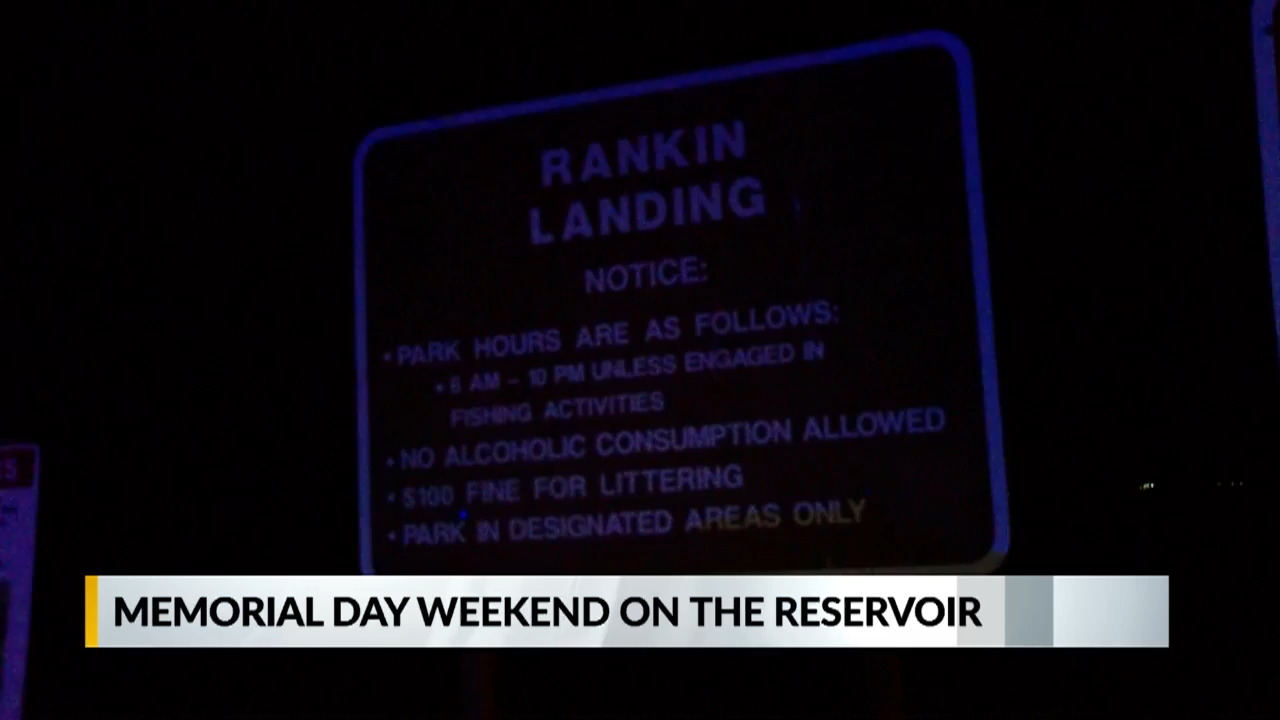 RANKIN
LANDING
NOTICE:
• PARK HOURS ARE AS FOLLOWS:
• 6 AM – 10 PM UNLESS ENGAGED IN
FISHING ACTIVITIES
• NO ALCOHOLIC CONSUMPTION ALLOWED
• $100 FINE FOR LITTERING
• PARK IN DESIGNATED AREAS ONLY
MEMORIAL DAY WEEKEND ON THE RESERVOIR